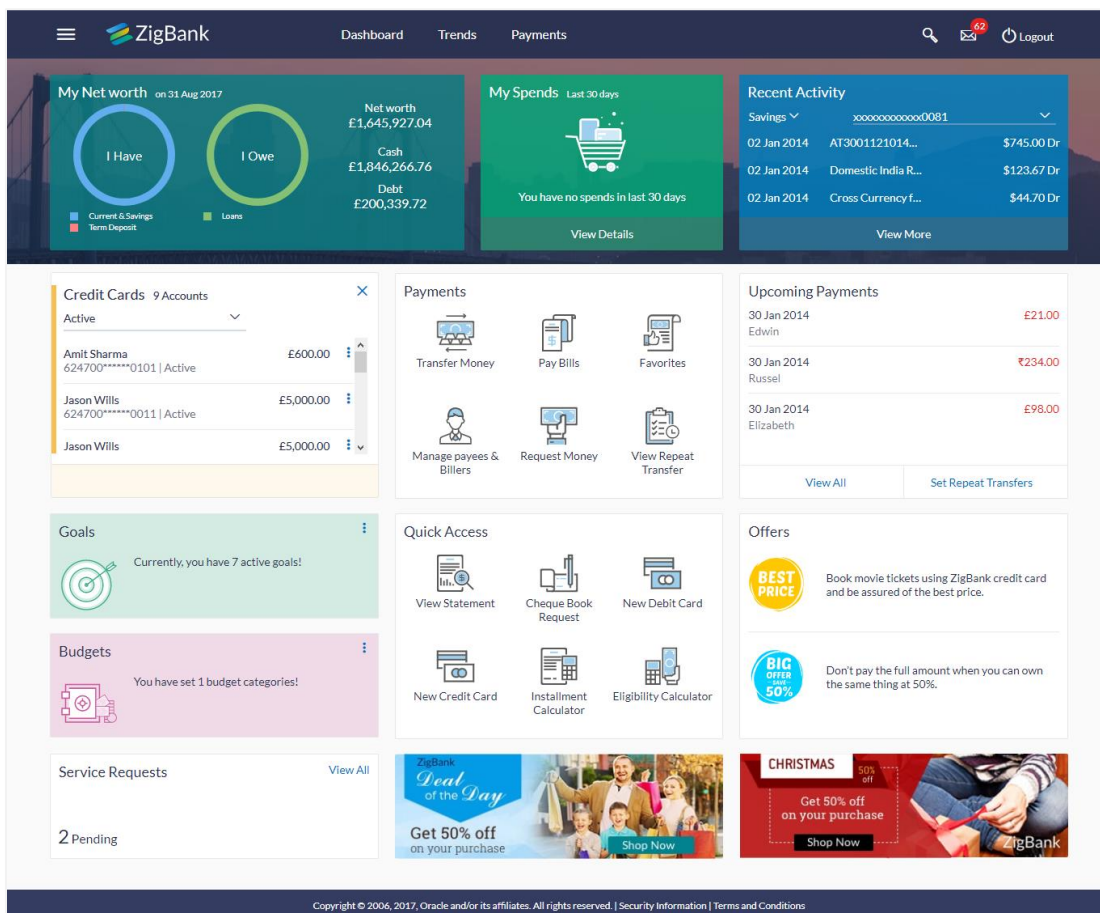 ZigBank
Dashboard
Trends
Payments
62
Logout
My Net worth on 31 Aug 2017
I Have
I Owe
Current & Savings
Term Deposit
Loans
Net worth
£1,645,927.04
Cash
£1,846,266.76
Debt
£200,339.72
My Spends Last 30 days
You have no spends in last 30 days
View Details
Recent Activity
Savings xxxxxxxxxxxx0081
02 Jan 2014 AT3001121014... $745.00 Dr
02 Jan 2014 Domestic India R... $123.67 Dr
02 Jan 2014 Cross Currency f... $44.70 Dr
View More
Credit Cards 9 Accounts
Active
Amit Sharma £600.00
624700******0101 | Active
Jason Wills £5,000.00
624700******0011 | Active
Jason Wills £5,000.00
Payments
Transfer Money
Pay Bills
Favorites
Manage payees &
Billers
Request Money
View Repeat
Transfer
Upcoming Payments
30 Jan 2014 £21.00
Edwin
30 Jan 2014 ₹234.00
Russel
30 Jan 2014 £98.00
Elizabeth
View All
Set Repeat Transfers
Goals
Currently, you have 7 active goals!
Budgets
You have set 1 budget categories!
Quick Access
View Statement
Cheque Book
Request
New Debit Card
New Credit Card
Installment
Calculator
Eligibility Calculator
Offers
BEST
PRICE
Book movie tickets using ZigBank credit card
and be assured of the best price.
BIG
OFFER
SAVE
50%
Don't pay the full amount when you can own
the same thing at 50%.
Service Requests
View All
2 Pending
ZigBank
Deal
of the Day
Get 50% off
on your purchase
Shop Now
CHRISTMAS
50%
off
Get 50% off
on your purchase
Shop Now
ZigBank
Copyright © 2006, 2017, Oracle and/or its affiliates. All rights reserved. | Security Information | Terms and Conditions